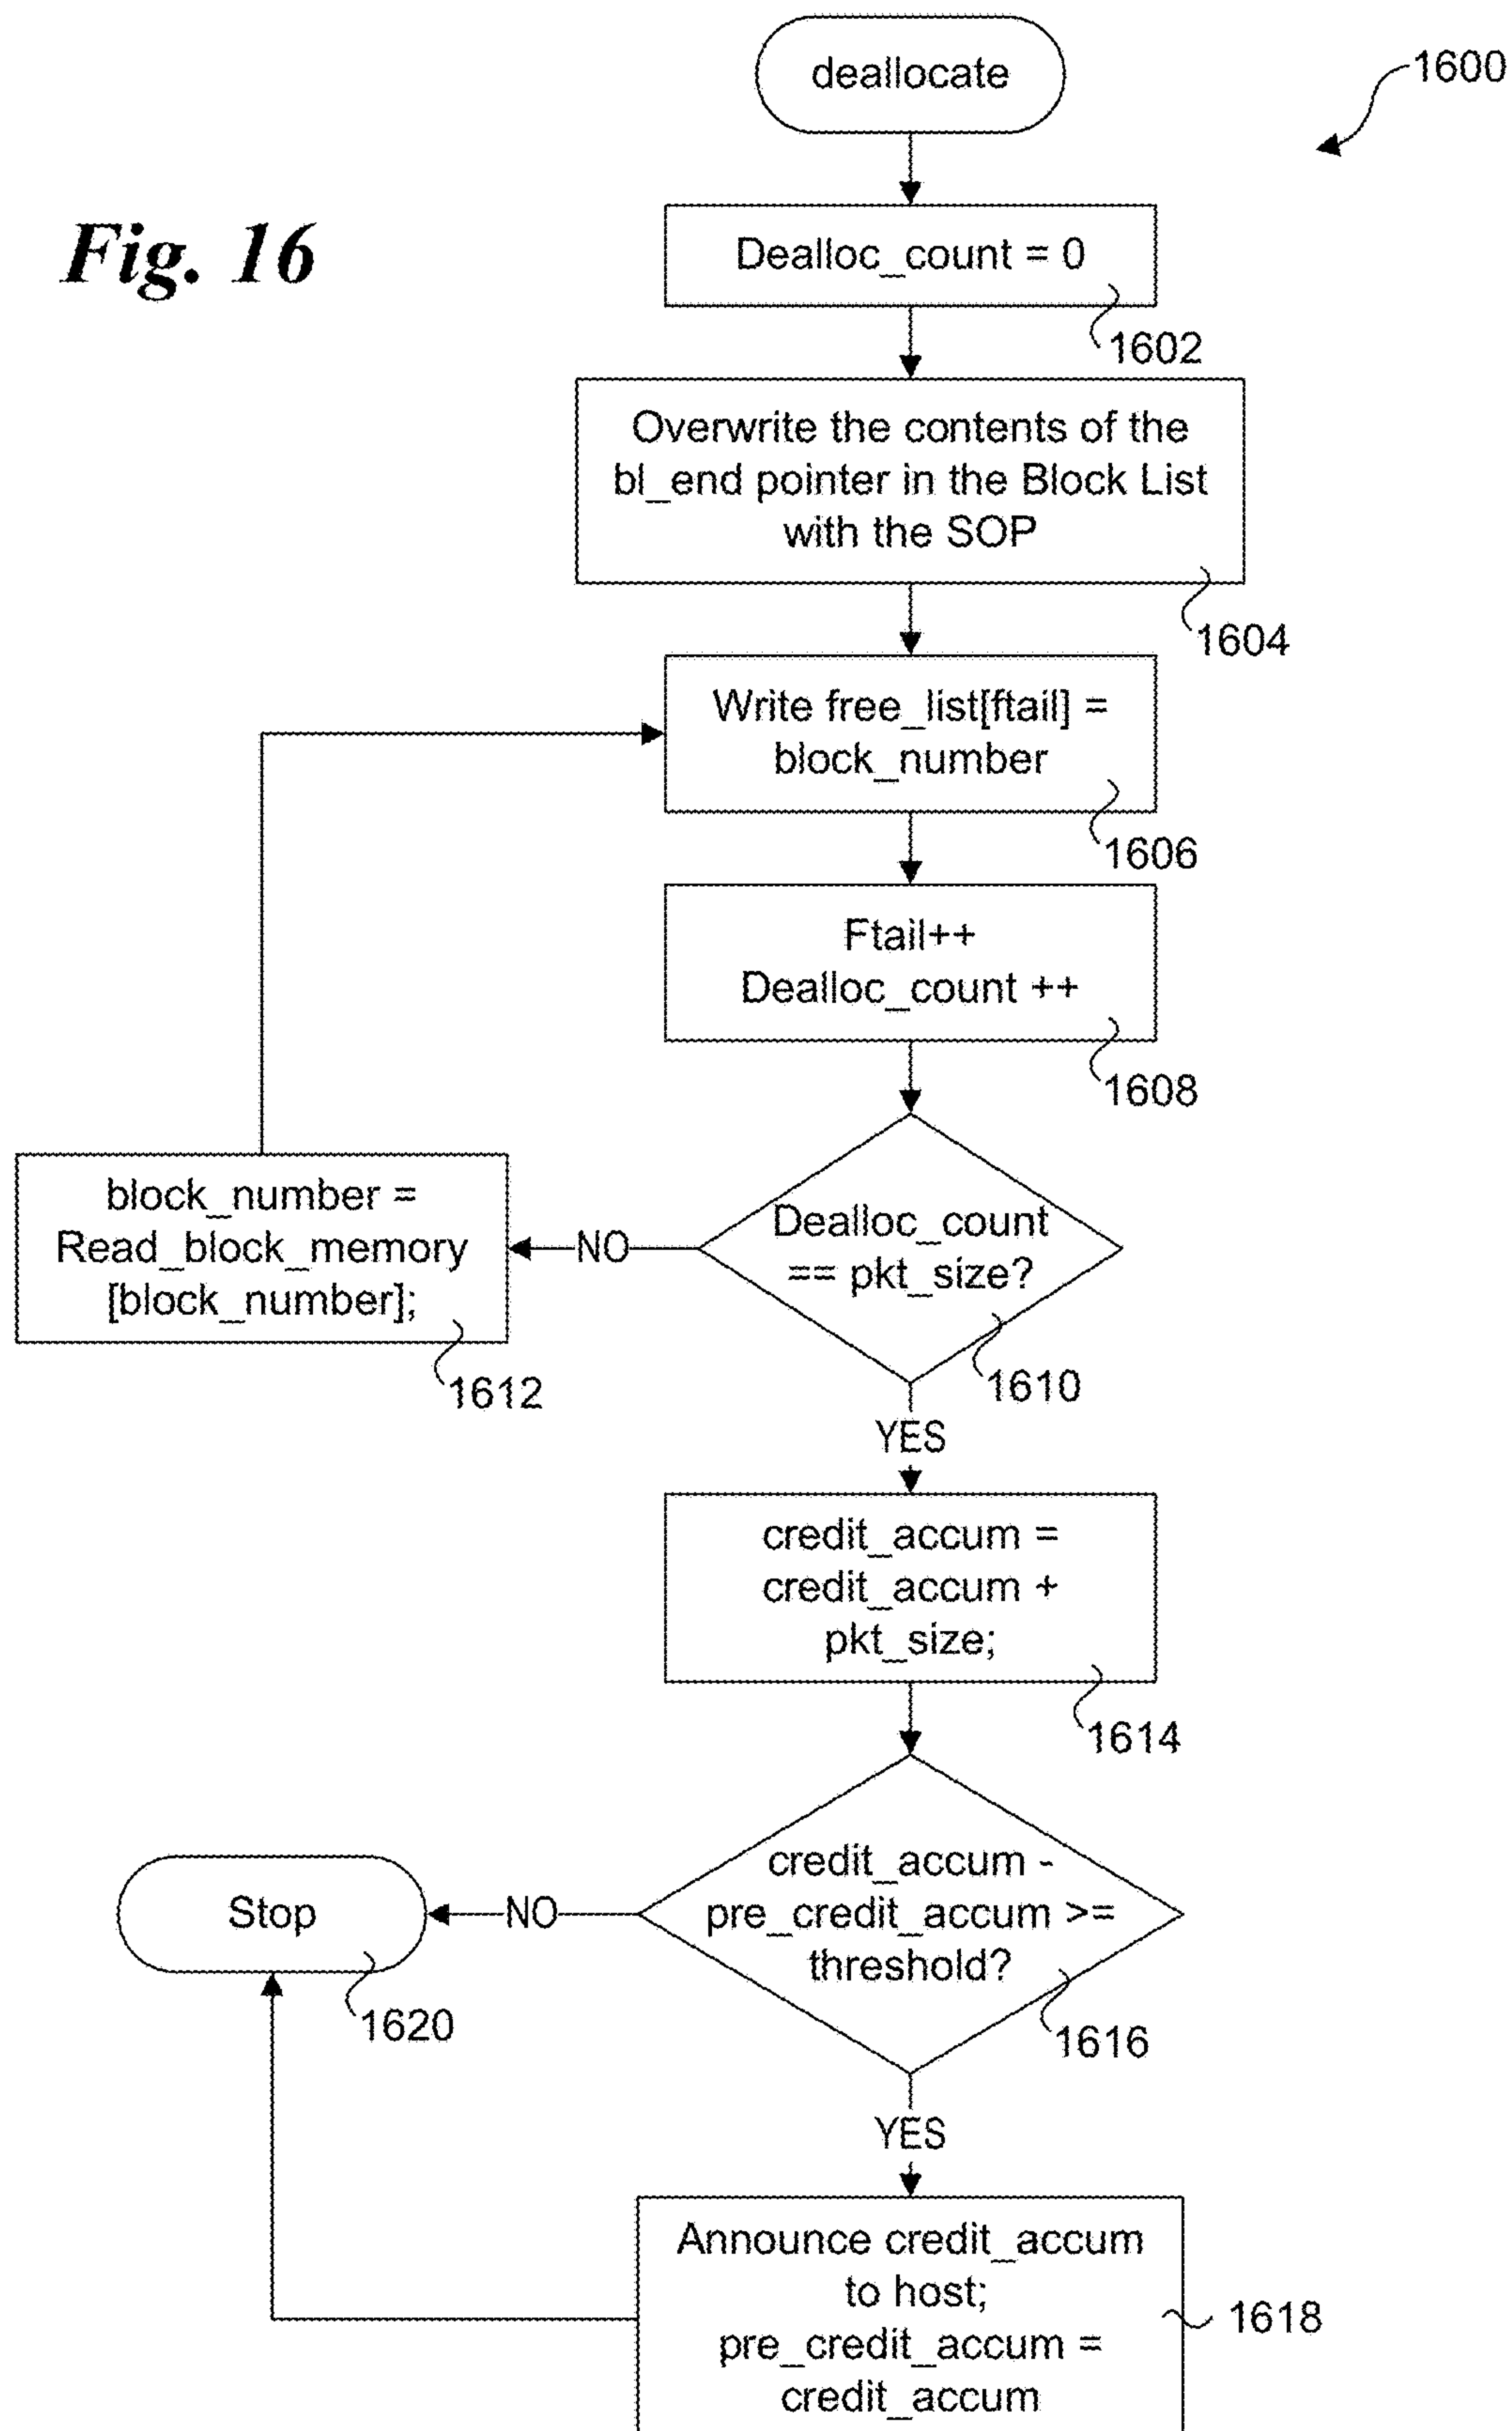 deallocate
1600
Fig. 16
Dealloc_count = 0
1602
Overwrite the contents of the
bl_end pointer in the Block List
with the SOP
1604
Write free_list[ftail] =
block_number
1606
Ftail++
Dealloc_count ++
1608
block_number =
Read_block_memory
[block_number];
1612
NO
Dealloc_count
== pkt_size?
1610
YES
credit_accum =
credit_accum +
pkt_size;
1614
Stop
1620
NO
credit_accum -
pre_credit_accum >=
threshold?
1616
YES
Announce credit_accum
to host;
pre_credit_accum =
credit_accum
1618